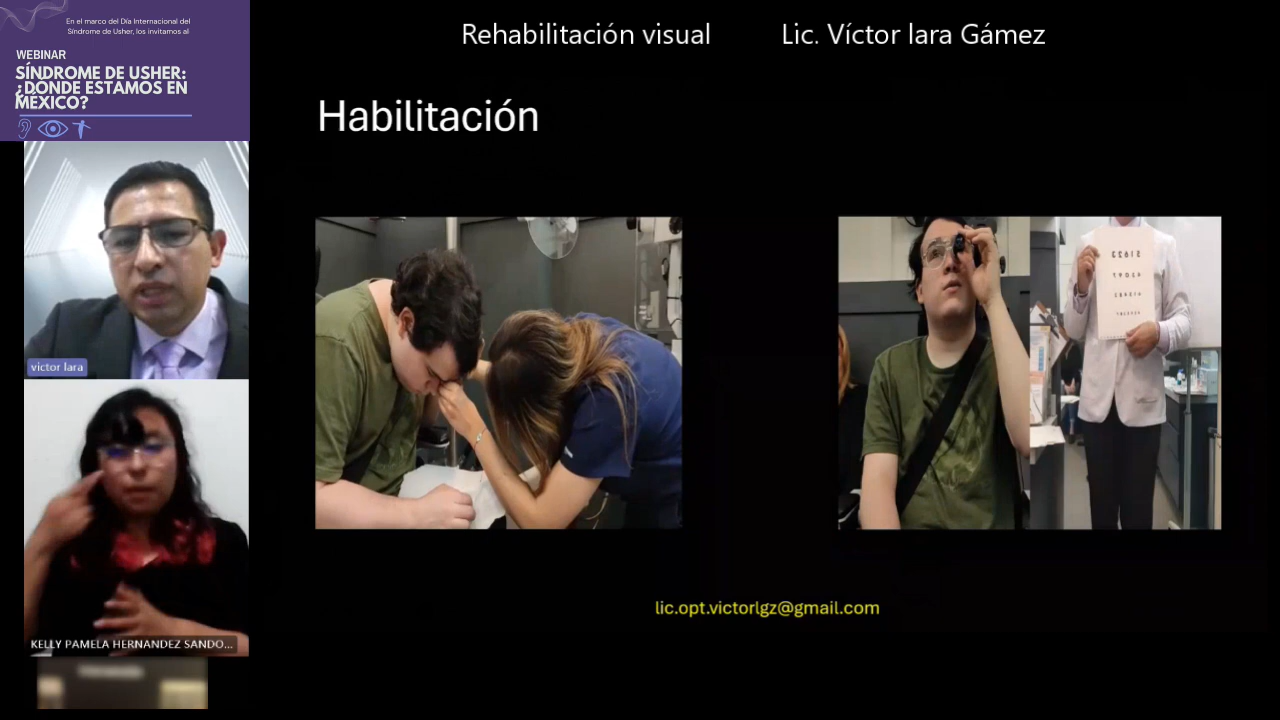 En el marco del Día Internacional del
Síndrome de Usher, los invitamos al
WEBINAR
SÍNDROME DE USHER:
¿DONDE ESTAMOS EN
MÉXICO?
Rehabilitación visual
Lic. Víctor lara Gámez
Habilitación
victor lara
KELLY PAMELA HERNANDEZ SANDO...
lic.opt.victorlgz@gmail.com